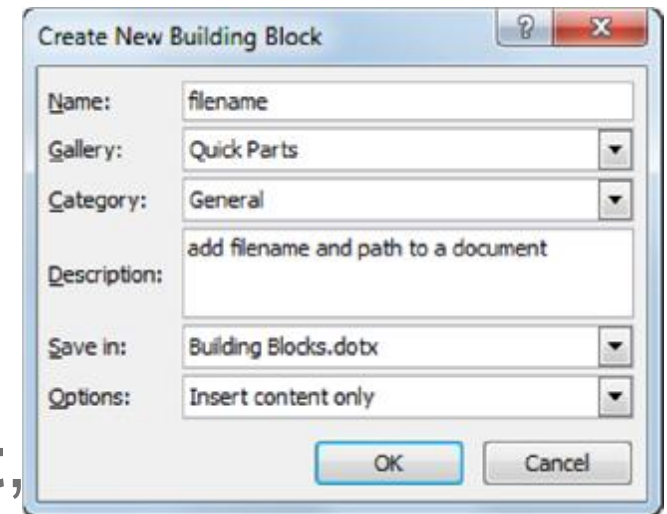 Create New Building Block
Name: filename
Gallery: Quick Parts
Category: General
Description: add filename and path to a document
Save in: Building Blocks.dotx
Options: Insert content only
OK Cancel